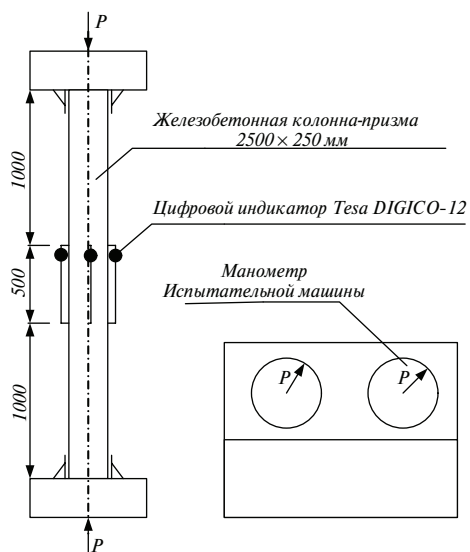 P
Железобетонная колонна-призма
2500 × 250 мм
1000
Цифровой индикатор Tesa DIGICO-12
500
Манометр
Испытательной машины
P
P
1000
P